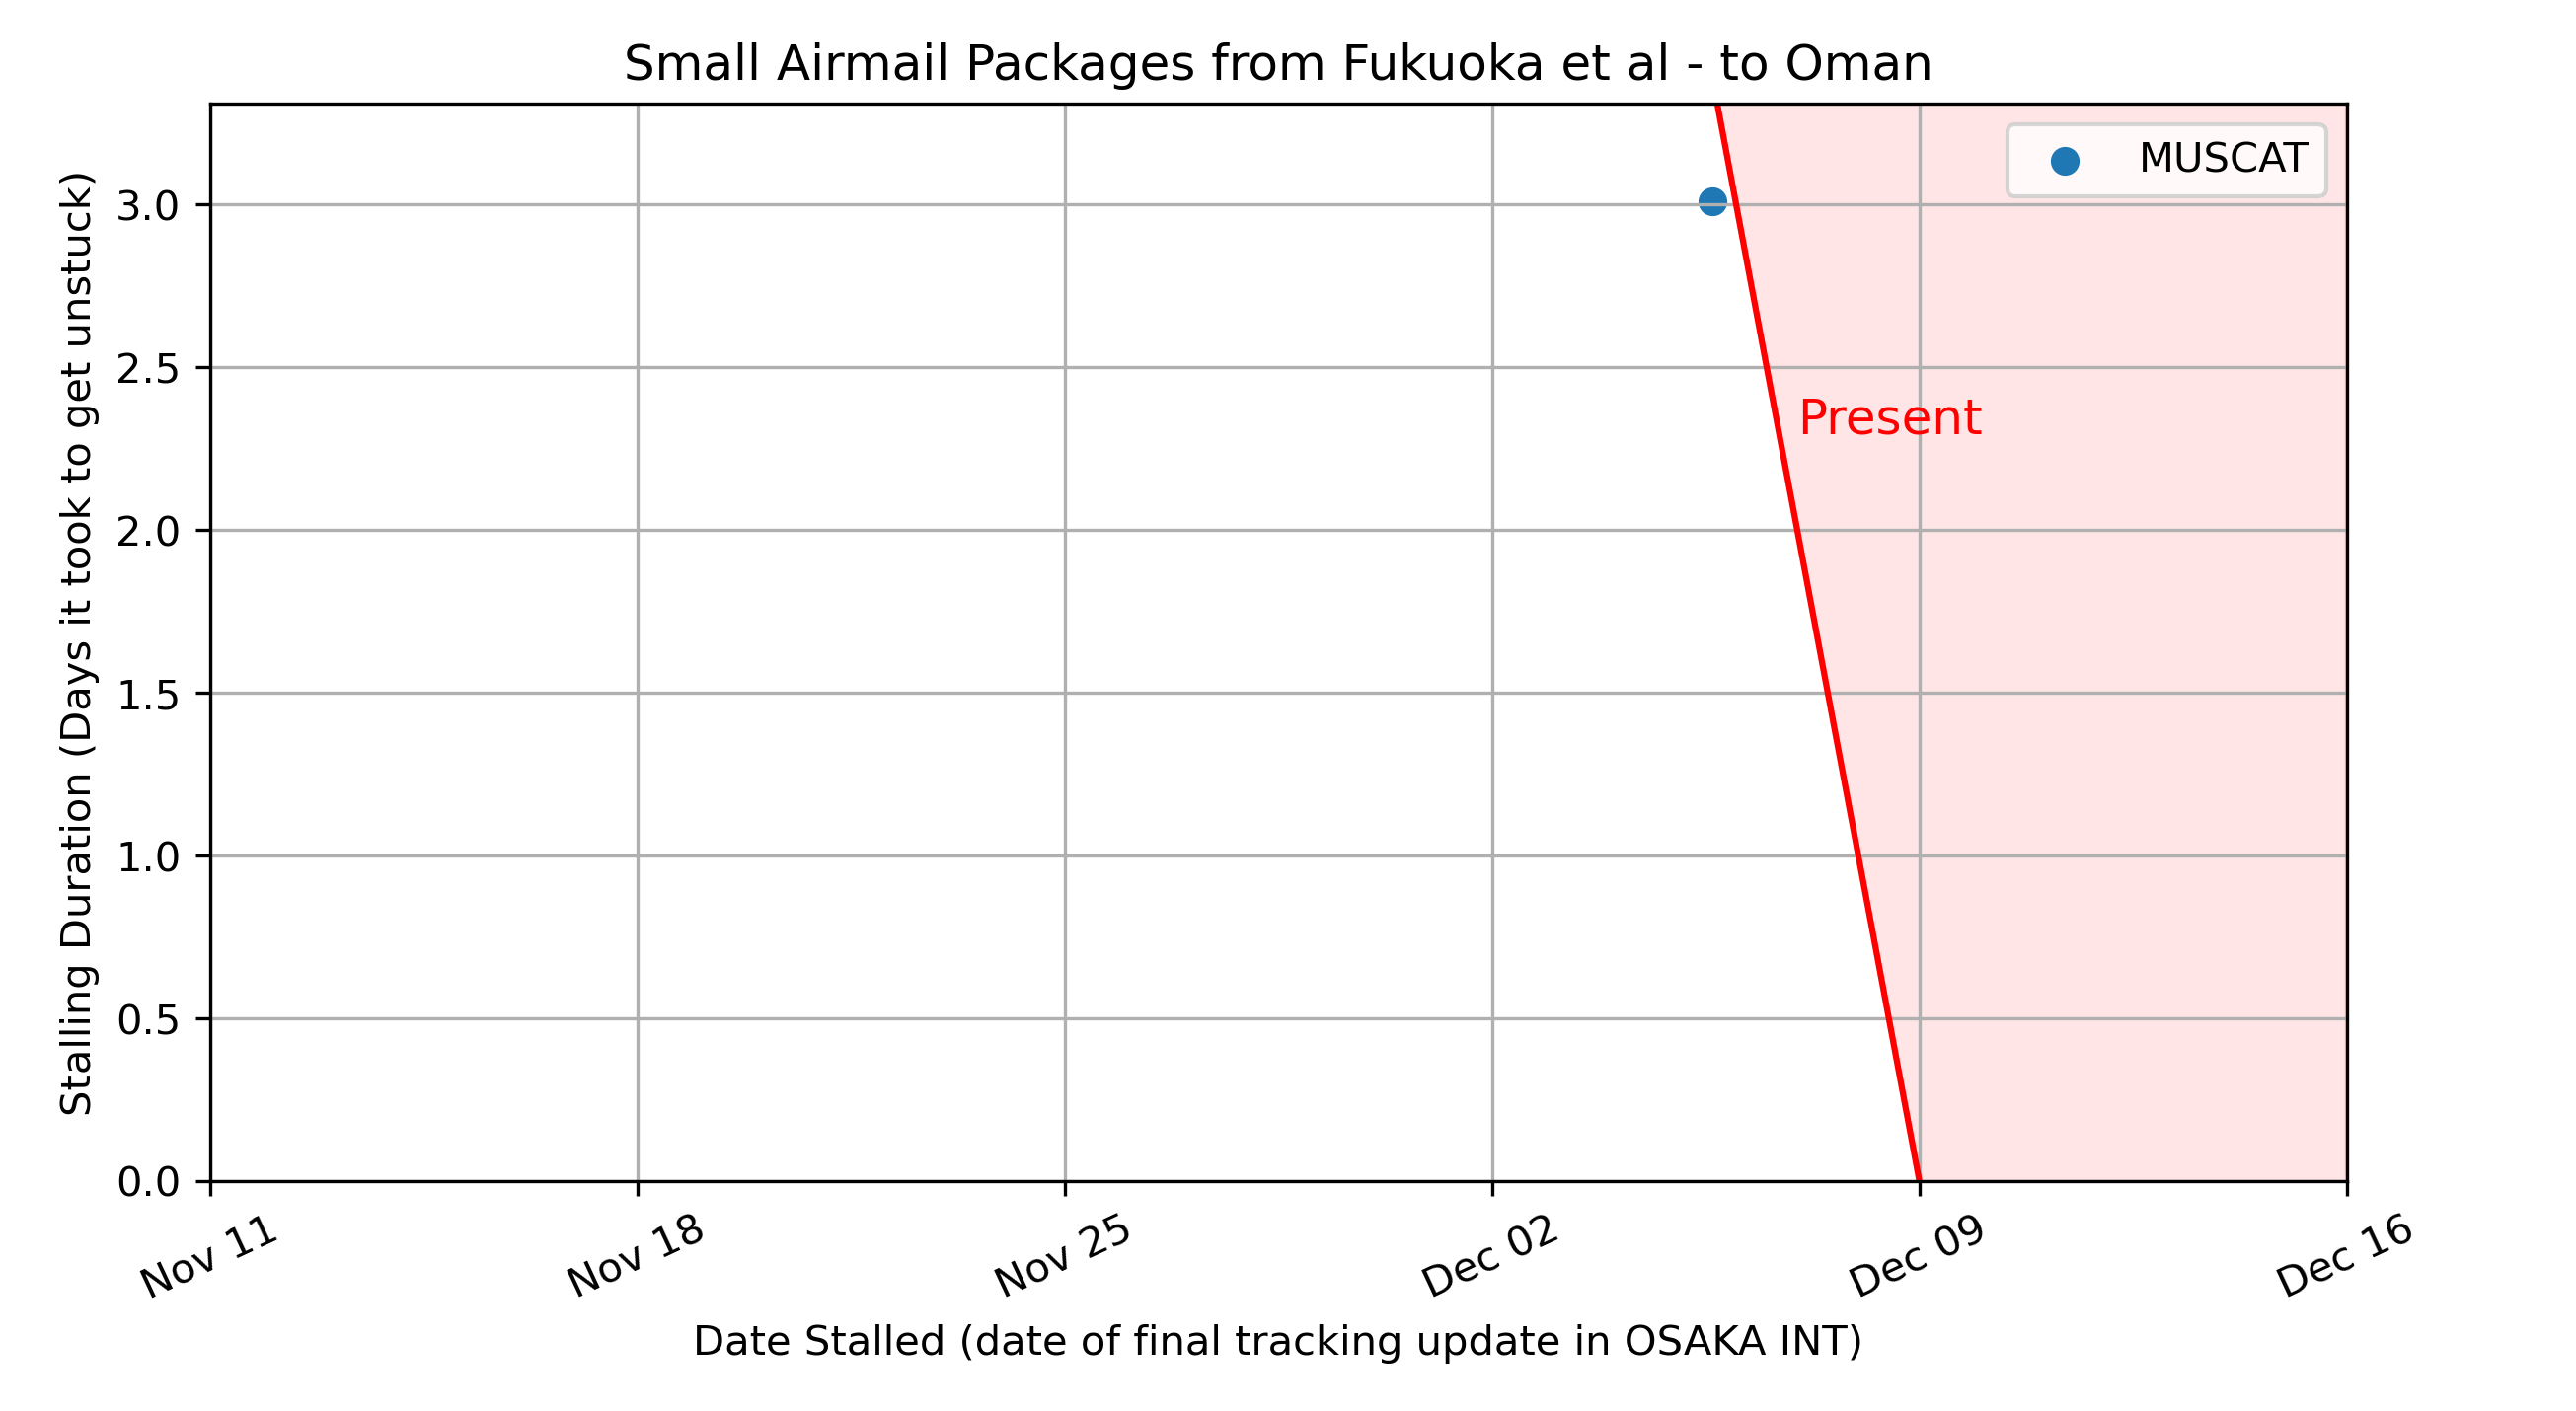 Small Airmail Packages from Fukuoka et al - to Oman
MUSCAT
Present
Stalling Duration (Days it took to get unstuck)
3.0
2.5
2.0
1.5
1.0
0.5
0.0
Nov 11
Nov 18
Nov 25
Dec 02
Dec 09
Dec 16
Date Stalled (date of final tracking update in OSAKA INT)